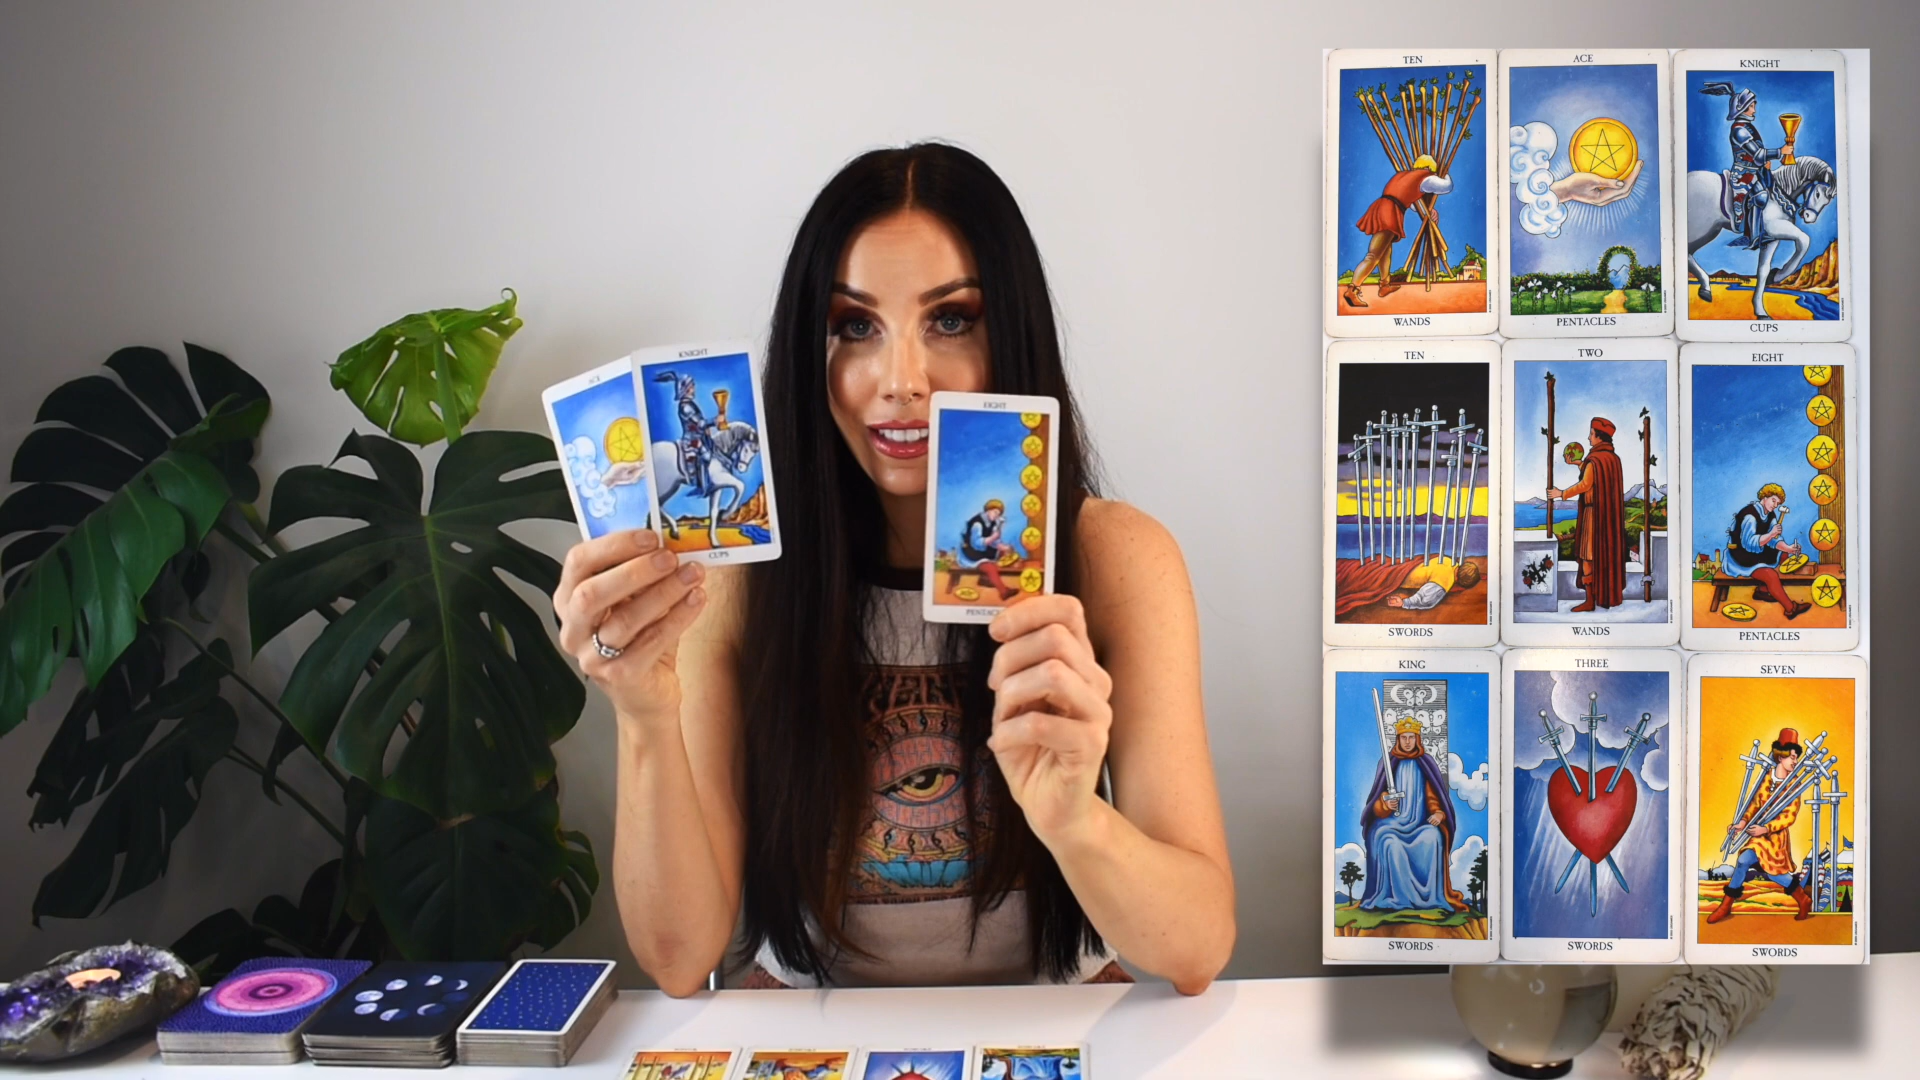 TEN
ACE
KNIGHT
WANDS
PENTACLES
CUPS
TEN
TWO
EIGHT
SWORDS
WANDS
PENTACLES
KING
THREE
SEVEN
SWORDS
SWORDS
SWORDS
ACE
KNIGHT
CUPS
EIGHT